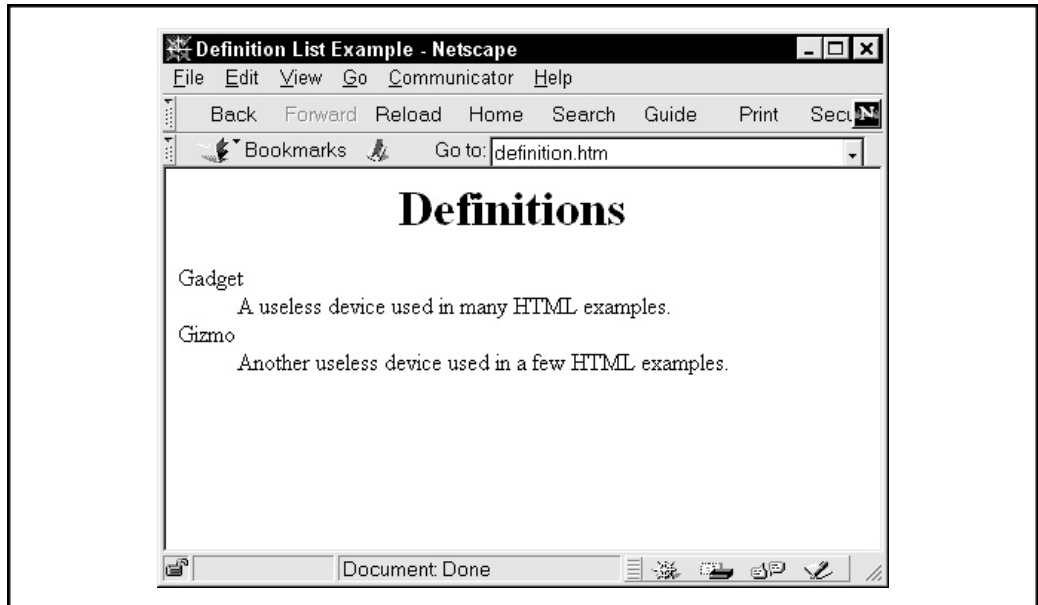 Definition List Example - Netscape
File Edit View Go Communicator Help
Back Forward Reload Home Search Guide Print Secu N
Bookmarks Go to: definition.htm
Definitions
Gadget
A useless device used in many HTML examples.
Gizmo
Another useless device used in a few HTML examples.
Document: Done